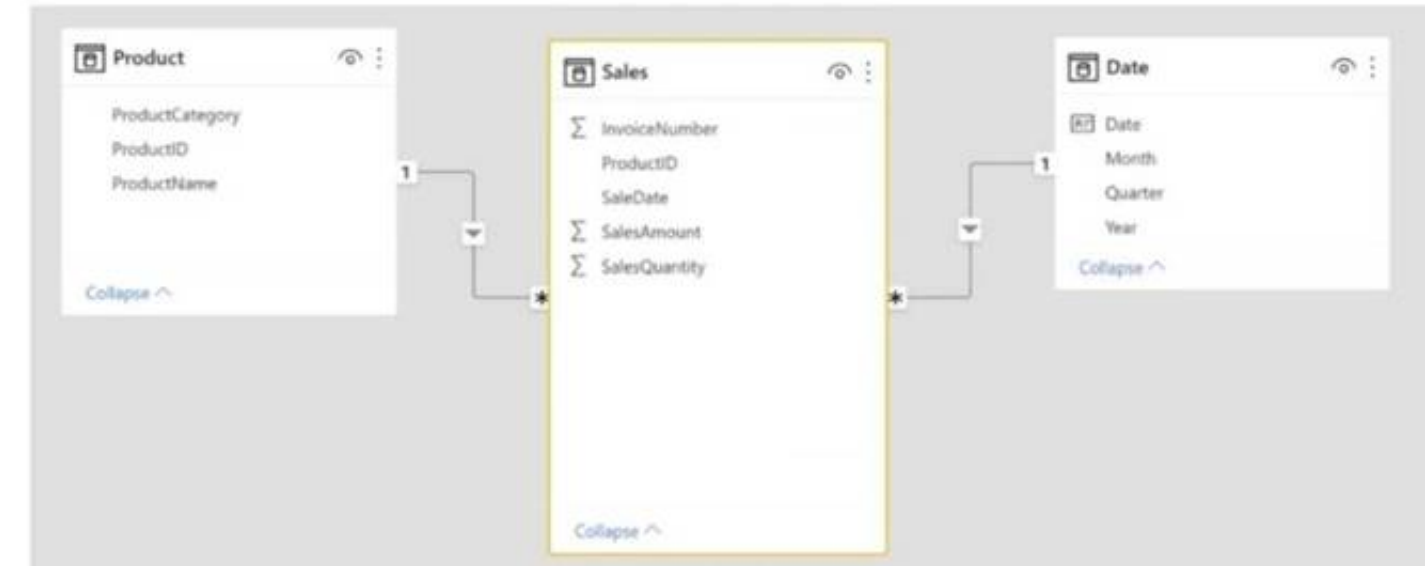 Product
ProductCategory
ProductID
ProductName
Collapse
1
*
Sales
InvoiceNumber
ProductID
SaleDate
Σ SalesAmount
Σ SalesQuantity
Collapse
*
1
Date
Date
Month
Quarter
Year
Collapse